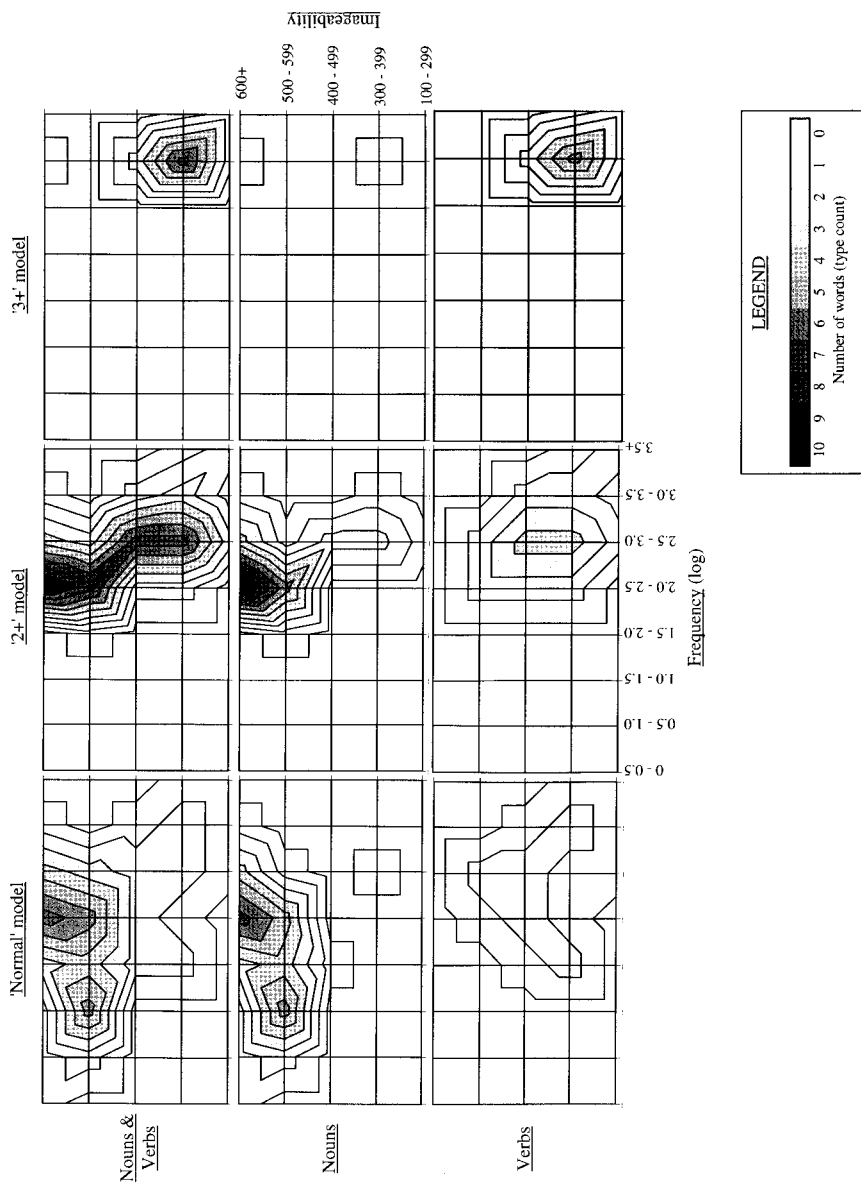 'Normal' model
'2+' model
'3+' model
Nouns &
Verbs
Nouns
Verbs
Imageability
600+
500 - 599
400 - 499
300 - 399
100 - 299
0 - 0.5
0.5 - 1.0
1.0 - 1.5
1.5 - 2.0
2.0 - 2.5
2.5 - 3.0
3.0 - 3.5
3.5+
Frequency (log)
LEGEND
10 9 8 7 6 5 4 3 2 1 0
Number of words (type count)